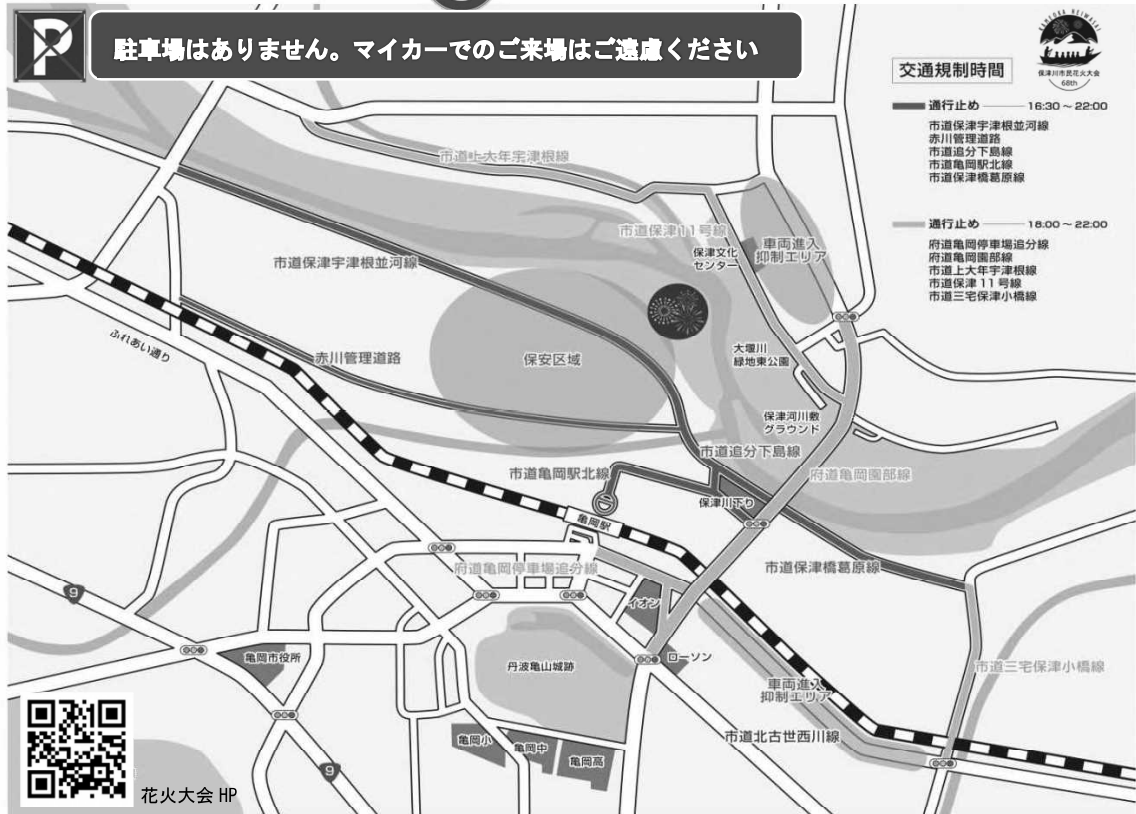 P
駐車場はありません。マイカーでのご来場はご遠慮ください
KAMEOKA HEIWASAI
保津川市民花火大会
68th
交通規制時間
通行止め 16:30～22:00
市道保津宇津根並河線
赤川管理道路
市道追分下島線
市道亀岡駅北線
市道保津橋葛原線
通行止め 18:00～22:00
府道亀岡停車場追分線
府道亀岡園部線
市道上大年宇津根線
市道保津11号線
市道三宅保津小橋線
市道上大年宇津根線
市道保津11号線
保津文化
センター
車両進入
抑制エリア
市道保津宇津根並河線
ふれあい通り
赤川管理道路
保安区域
大堰川
緑地東公園
保津河川敷
グラウンド
市道追分下島線
市道亀岡駅北線
府道亀岡園部線
保津川下り
亀岡駅
府道亀岡停車場追分線
市道保津橋葛原線
9
イオン
亀岡市役所
丹波亀山城跡
ローソン
車両進入
抑制エリア
市道三宅保津小橋線
市道北古世西川線
亀岡小
亀岡中
亀岡高
9
花火大会 HP